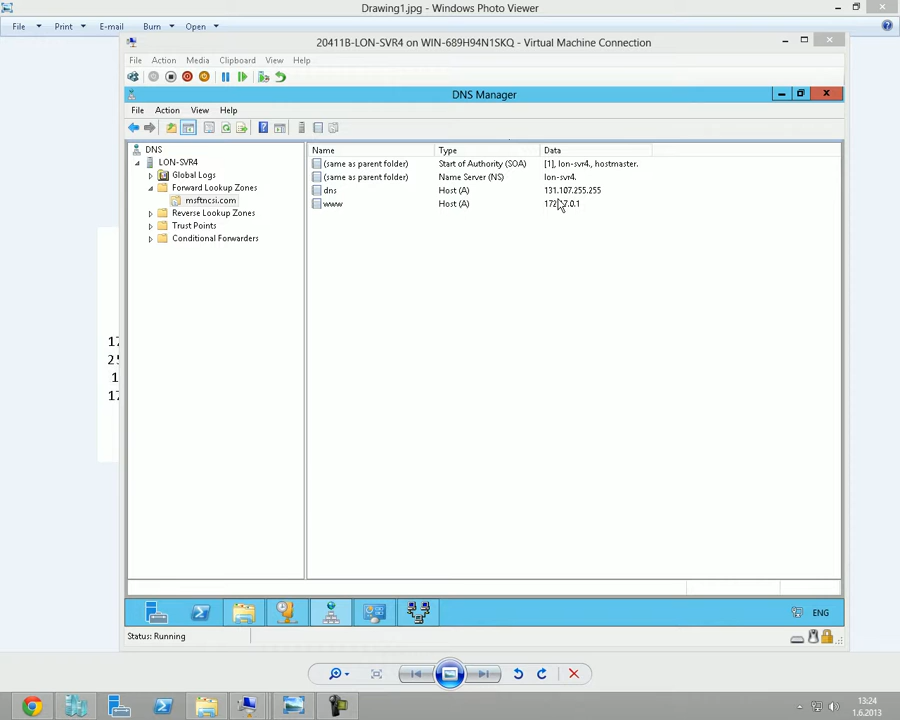 Drawing1.jpg - Windows Photo Viewer
File Print E-mail Burn Open
20411B-LON-SVR4 on WIN-689H94N1SKQ - Virtual Machine Connection
File Action Media Clipboard View Help
DNS Manager
File Action View Help
DNS
LON-SVR4
Global Logs
Forward Lookup Zones
msftncsi.com
Reverse Lookup Zones
Trust Points
Conditional Forwarders
Name Type Data
(same as parent folder) Start of Authority (SOA) [1], lon-svr4., hostmaster.
(same as parent folder) Name Server (NS) lon-svr4.
dns Host (A) 131.107.255.255
www Host (A)
17
25
1
17
ENG
Status: Running
13:24
1.6.2013